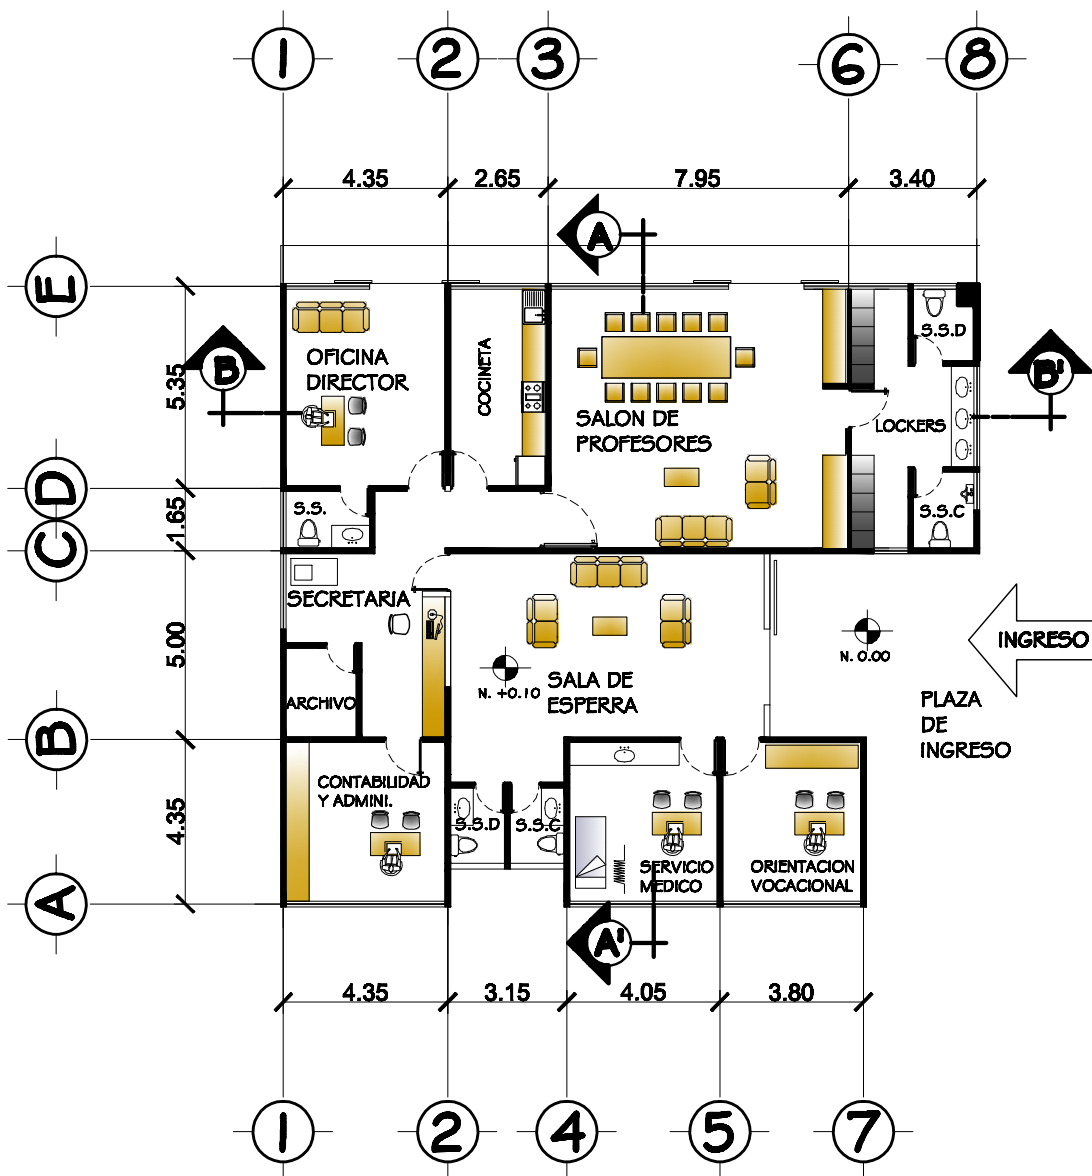 1 2 3 6 8
4.35 2.65 7.95 3.40
A
E
5.35
B
OFICINA
DIRECTOR
COCINETA
SALON DE
PROFESORES
S.S.D
B'
LOCKERS
D
S.S.
S.S.C
1.65
C
SECRETARIA
5.00
INGRESO
N. 0.00
N. +0.10
SALA DE
ESPERRA
ARCHIVO
PLAZA
DE
INGRESO
B
CONTABILIDAD
Y ADMINI.
4.35
S.S.D
S.S.C
SERVICIO
MEDICO
ORIENTACION
VOCACIONAL
A
A'
4.35 3.15 4.05 3.80
1 2 4 5 7